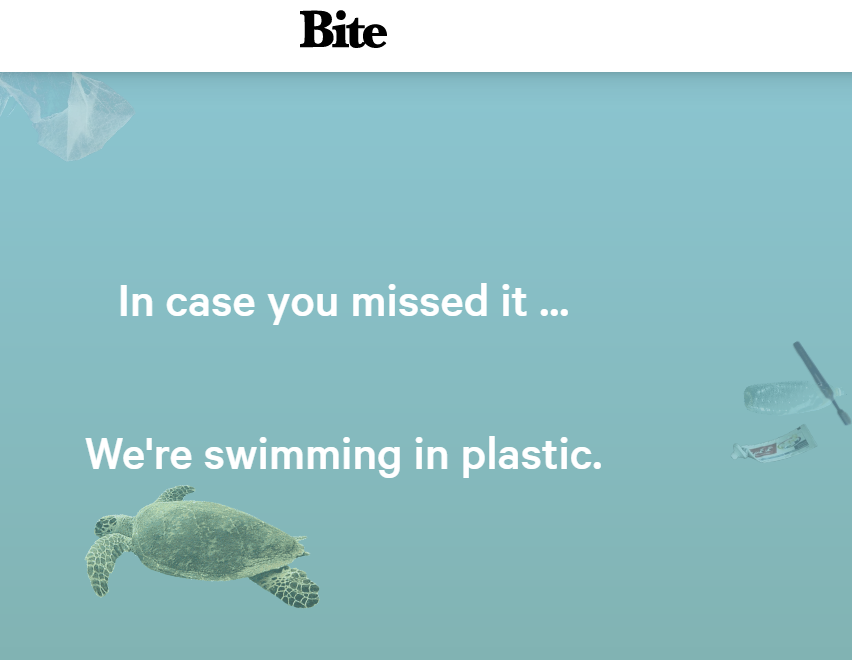 Bite
In case you missed it ...
We're swimming in plastic.